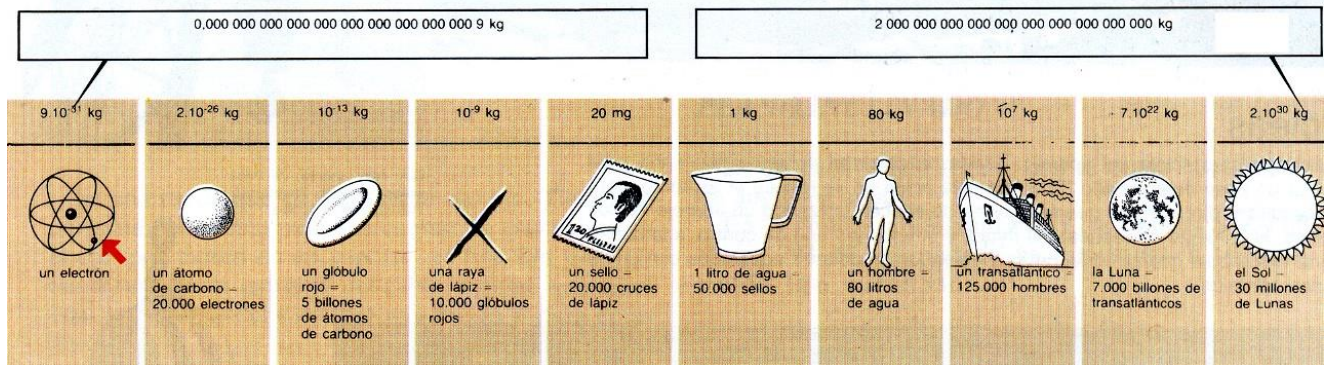 0,000 000 000 000 000 000 000 000 000 000 9 kg
2 000 000 000 000 000 000 000 000 000 000 kg
9.10⁻³¹ kg
2.10⁻²⁶ kg
10⁻¹³ kg
10⁻⁹ kg
20 mg
1 kg
80 kg
10⁷ kg
7.10²² kg
2.10³⁰ kg
un electrón
un átomo
de carbono =
20.000 electrones
un glóbulo
rojo =
5 billones
de átomos
de carbono
una raya
de lápiz =
10.000 glóbulos
rojos
un sello =
20.000 cruces
de lápiz
1 litro de agua =
50.000 sellos
un hombre =
80 litros
de agua
un transatlántico =
125 000 hombres
la Luna =
7.000 billones de
transatlánticos
el Sol =
30 millones
de Lunas